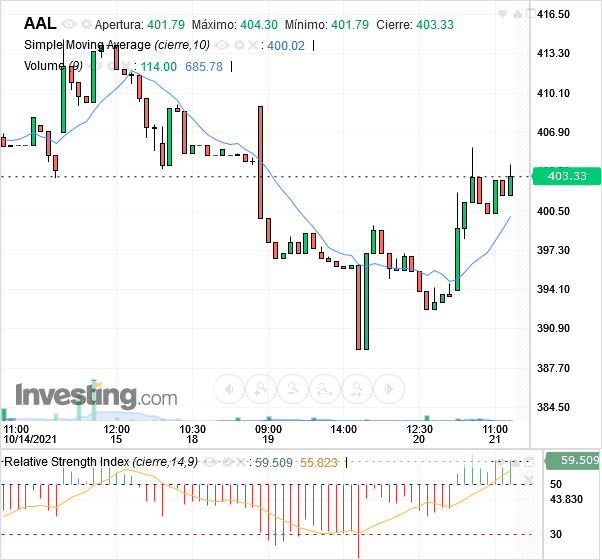 AAL Apertura: 401.79 Máximo: 404.30 Mínimo: 401.79 Cierre: 403.33
Simple Moving Average (cierre,10) : 400.02
Volume (9) : 114.00 685.78
416.50
413.30
410.10
406.90
403.33
400.50
397.30
394.10
390.90
387.70
384.50
Investing.com
11:00 12:00 10:30 09:00 14:00 12:30 11:00
10/14/2021 15 18 19 20 21
Relative Strength Index (cierre,14,9) : 59.509 55.823
59.509
50
43.830
30